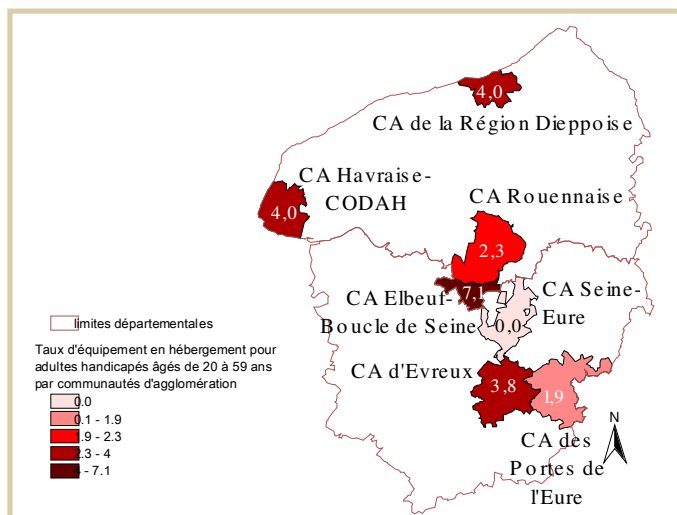 4,0
CA de la Région Dieppoise
CA Havraise-
CODAH
4,0
CA Rouennaise
2,3
7,1
CA Elbeuf-
Boucle de Seine
CA Seine-
Eure
0,0
CA d'Evreux
3,8
1,9
CA des
Portes de
l'Eure
N
limites départementales
Taux d'équipement en hébergement pour
adultes handicapés âgés de 20 à 59 ans
par communautés d'agglomération
0.0
0.1 - 1.9
1.9 - 2.3
2.3 - 4
4 - 7.1